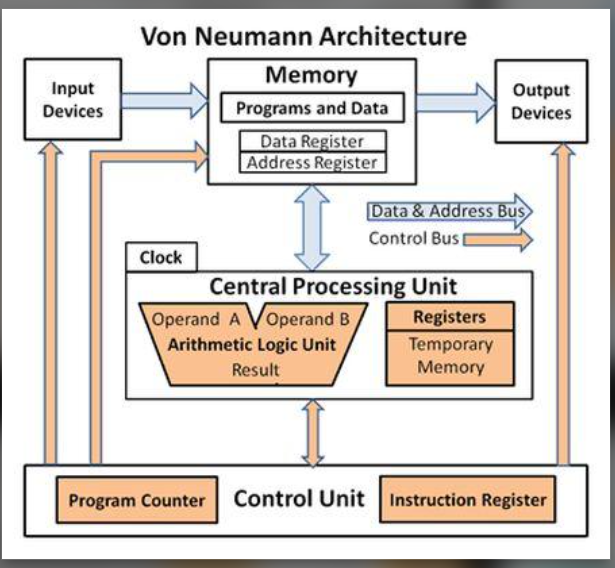 Von Neumann Architecture
Input
Devices
Memory
Programs and Data
Data Register
Address Register
Output
Devices
Data & Address Bus
Control Bus
Clock
Central Processing Unit
Operand A Operand B
Arithmetic Logic Unit
Result
Registers
Temporary
Memory
Program Counter
Control Unit
Instruction Register